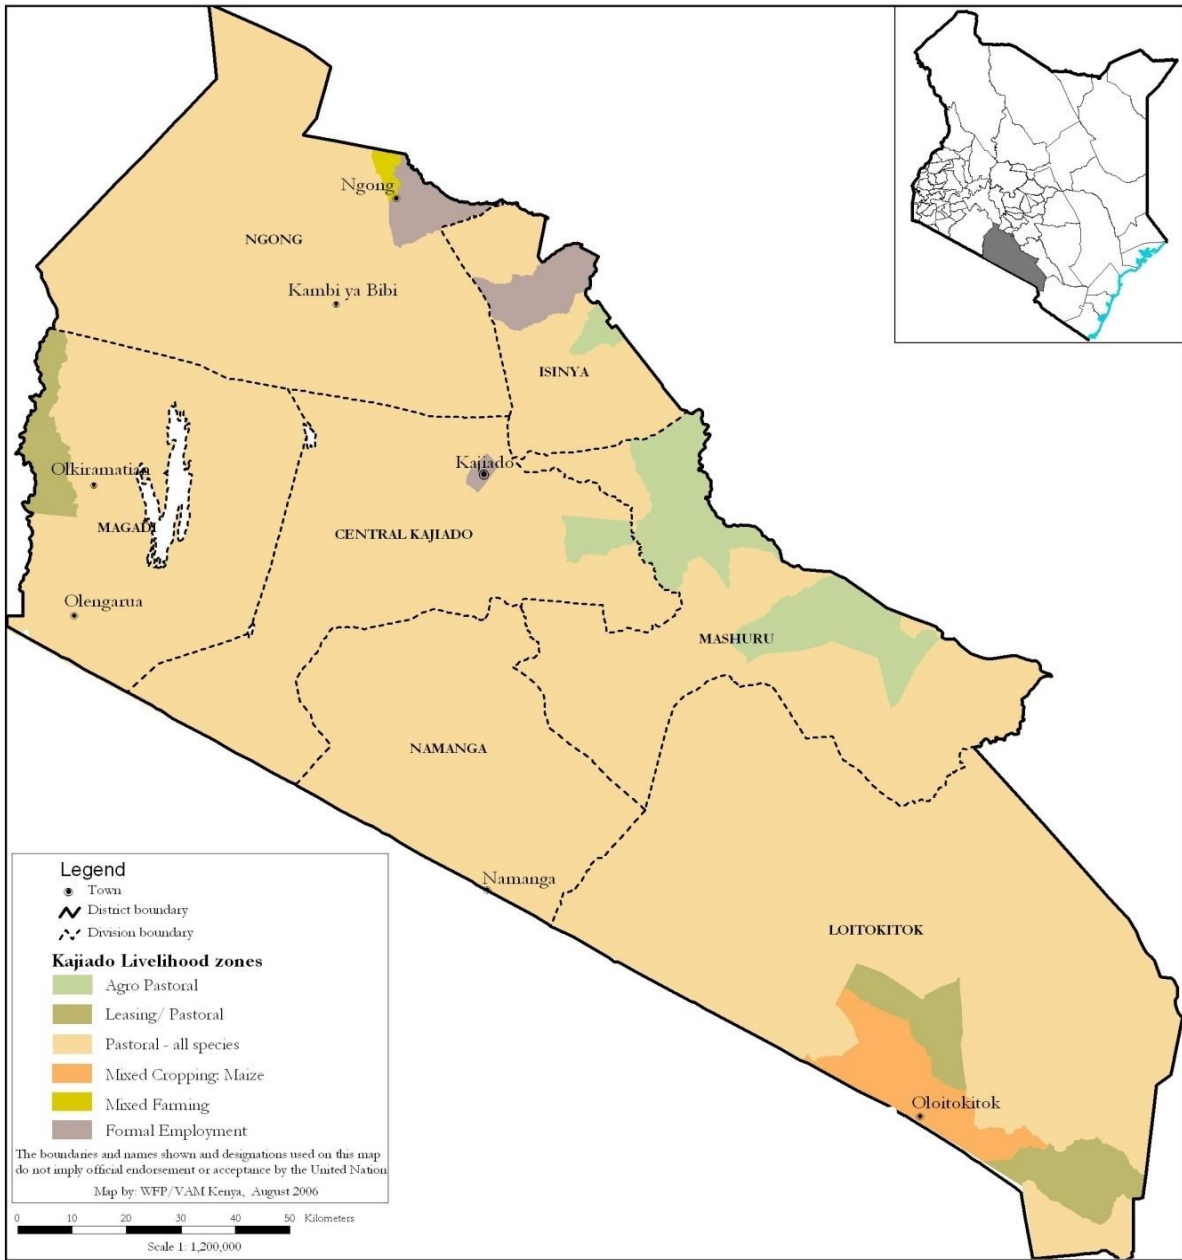 Ngong
NGONG
Kambi ya Bibi
ISINYA
Kajiado
Olkiramatian
MAGADI
CENTRAL KAJIADO
Olengarua
MASHURU
NAMANGA
Namanga
LOITOKITOK
Oloitokitok
Legend
Town
District boundary
Division boundary
Kajiado Livelihood zones
Agro Pastoral
Leasing/ Pastoral
Pastoral - all species
Mixed Cropping: Maize
Mixed Farming
Formal Employment
The boundaries and names shown and designations used on this map
do not imply official endorsement or acceptance by the United Nation
Map by: WFP/VAM Kenya, August 2006
0 10 20 30 40 50 Kilometers
Scale 1: 1,200,000